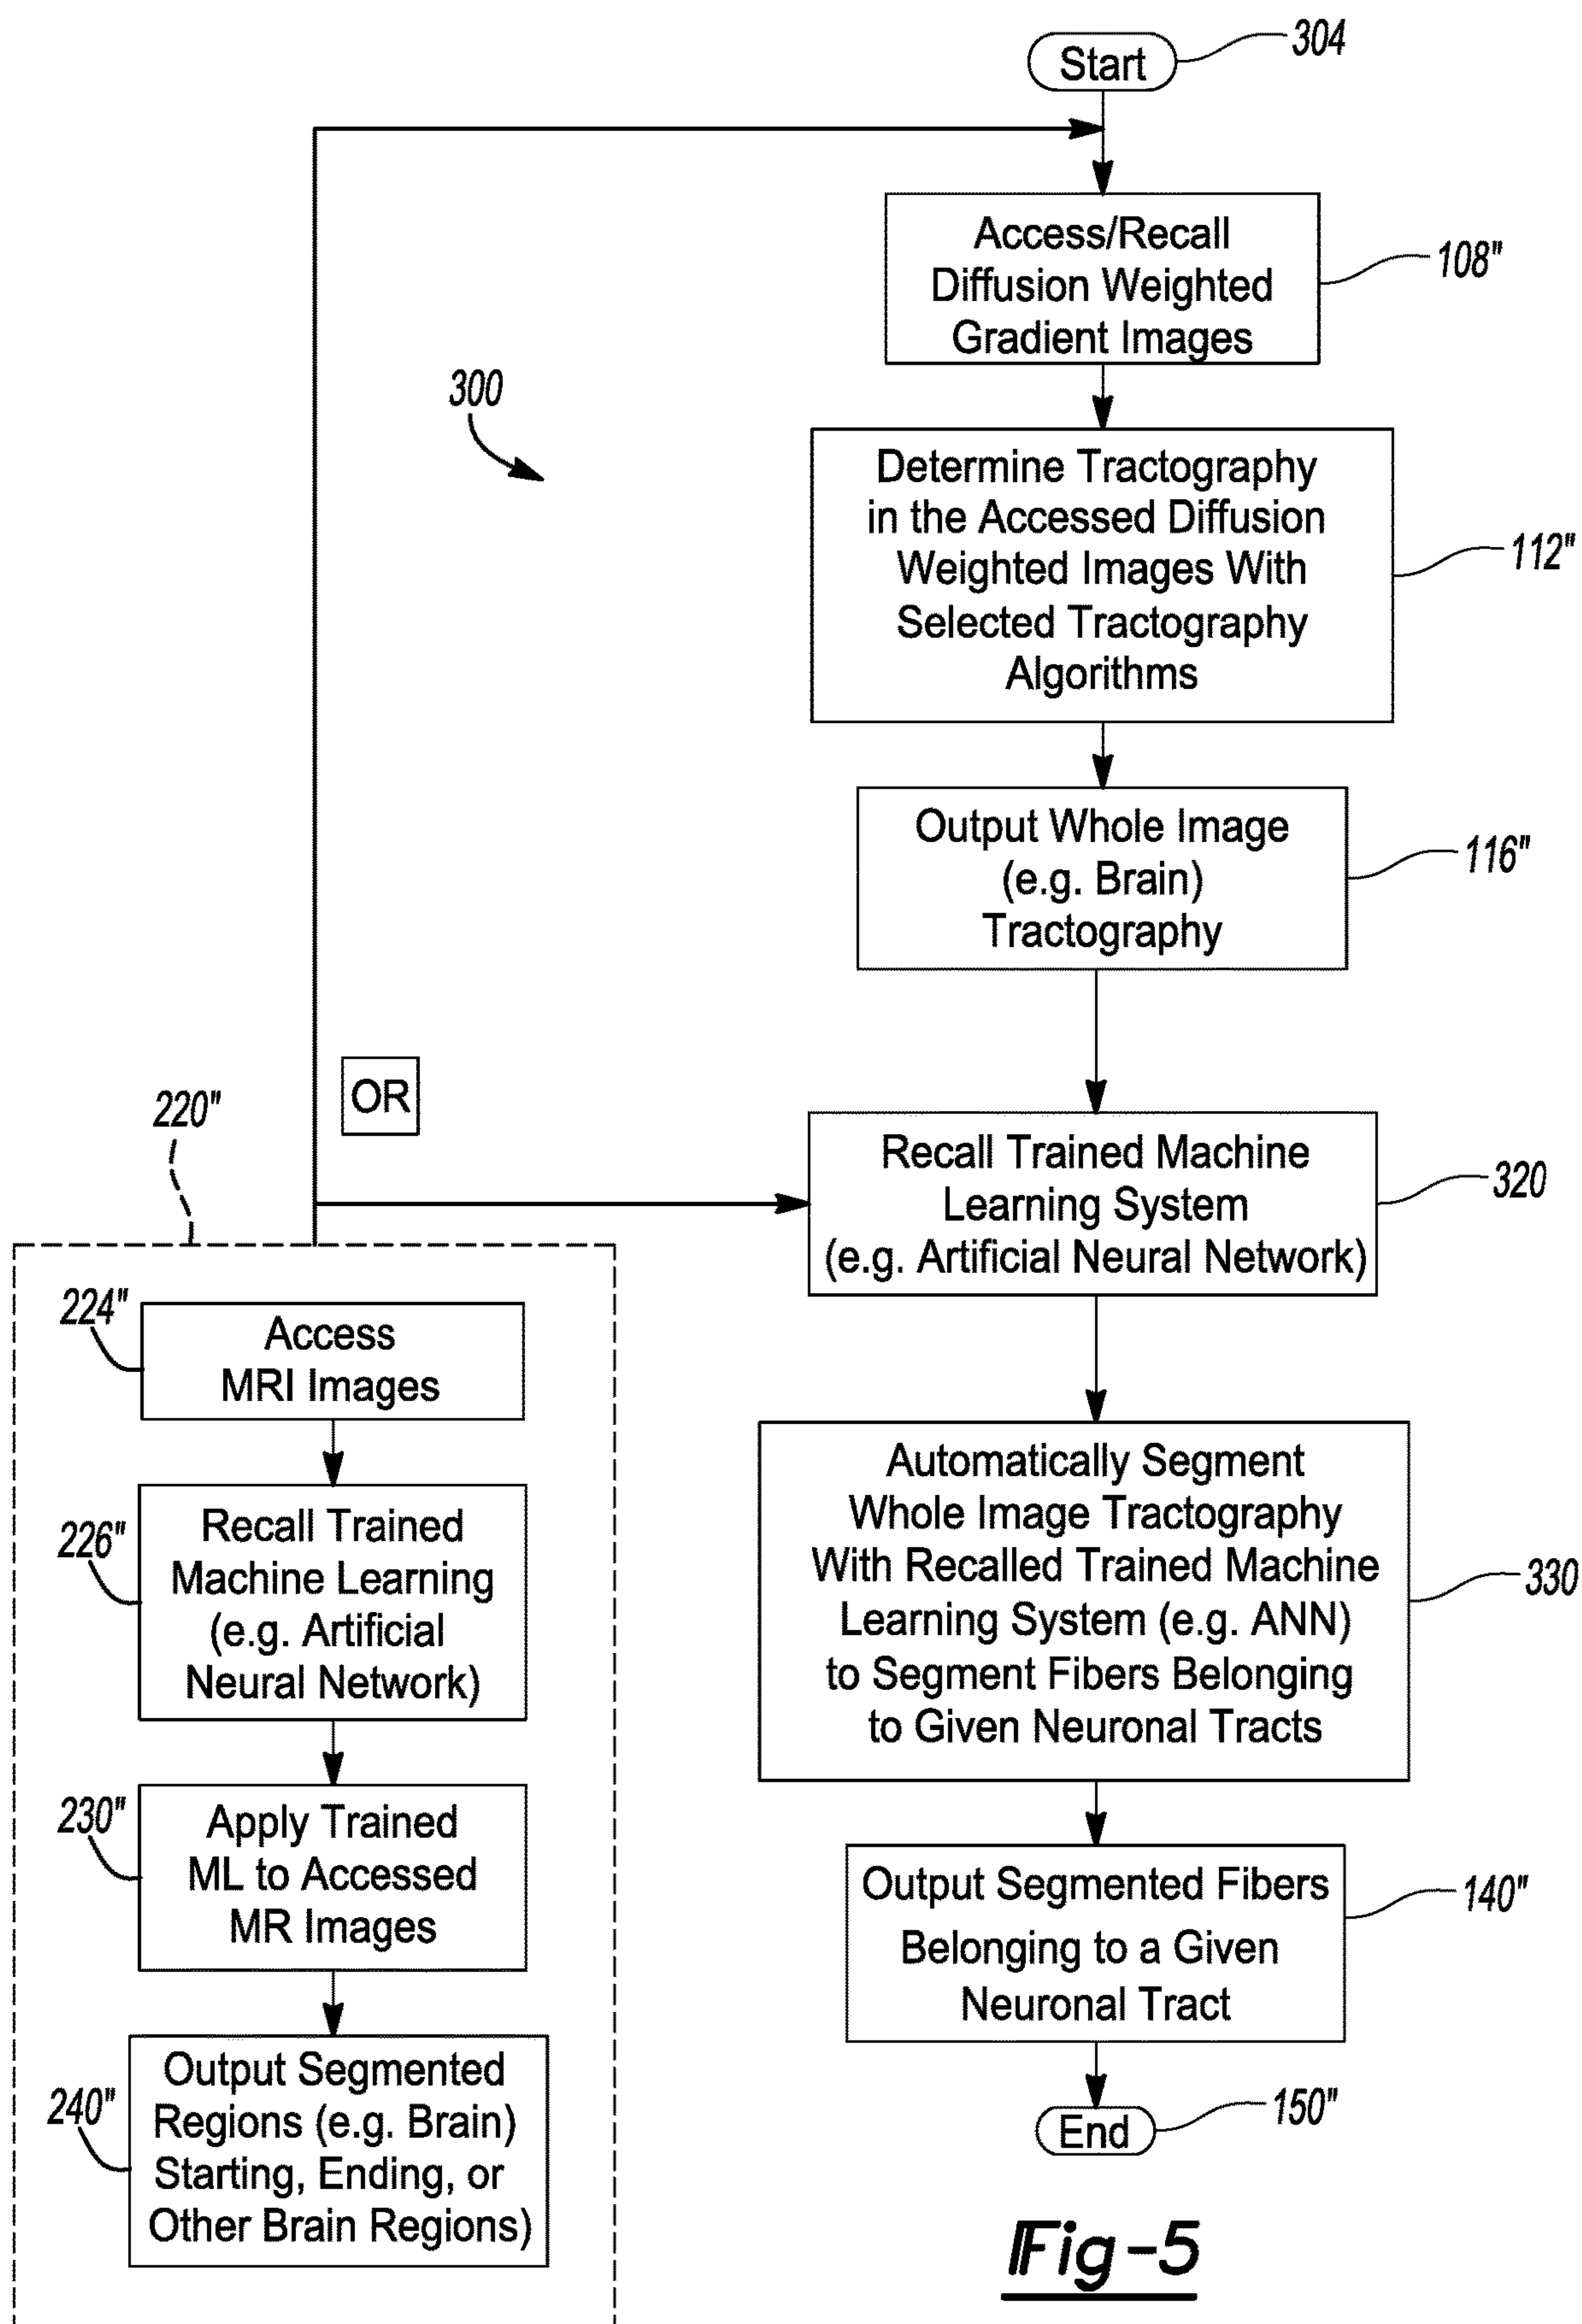 Start
304
Access/Recall
Diffusion Weighted
Gradient Images
108"
300
Determine Tractography
in the Accessed Diffusion
Weighted Images With
Selected Tractography
Algorithms
112"
Output Whole Image
(e.g. Brain)
Tractography
116"
OR
220"
Recall Trained Machine
Learning System
(e.g. Artificial Neural Network)
320
224"
Access
MRI Images
226"
Recall Trained
Machine Learning
(e.g. Artificial
Neural Network)
230"
Apply Trained
ML to Accessed
MR Images
240"
Output Segmented
Regions (e.g. Brain)
Starting, Ending, or
Other Brain Regions)
Automatically Segment
Whole Image Tractography
With Recalled Trained Machine
Learning System (e.g. ANN)
to Segment Fibers Belonging
to Given Neuronal Tracts
330
Output Segmented Fibers
Belonging to a Given
Neuronal Tract
140"
End
150"
Fig-5